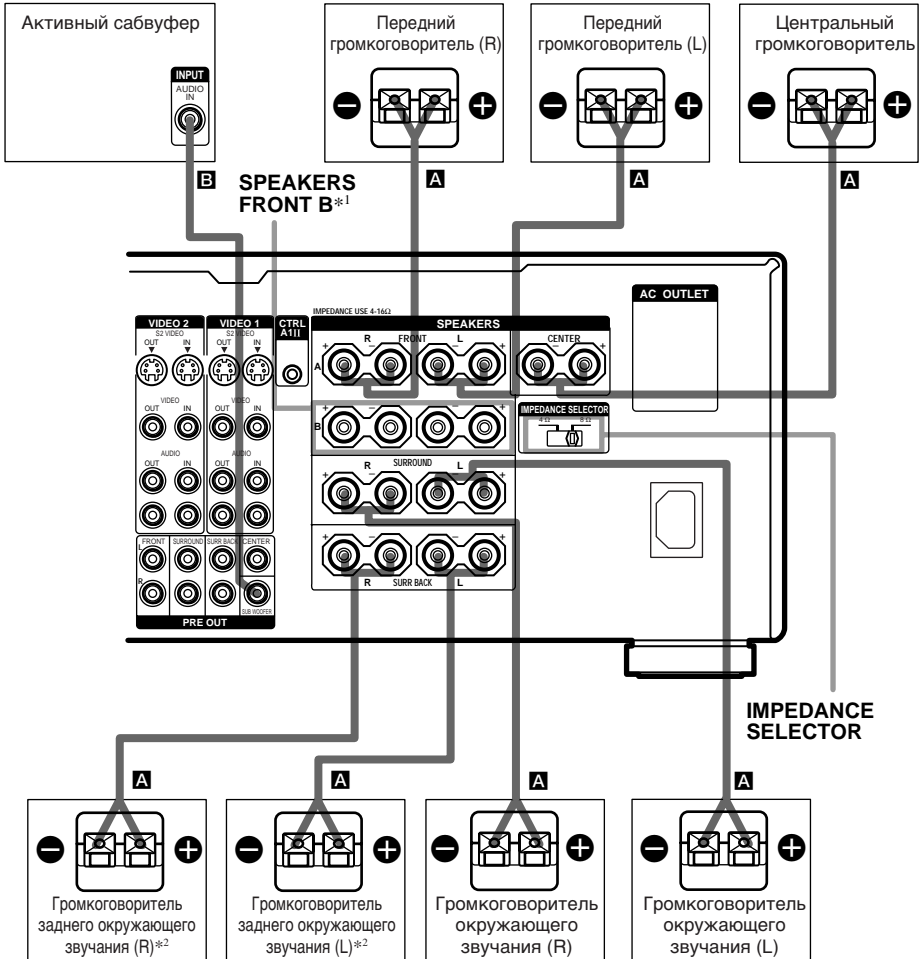 Активный сабвуфер
INPUT
AUDIO
IN
Передний
громкоговоритель (R)
Передний
громкоговоритель (L)
Центральный
громкоговоритель
B
A
A
A
SPEAKERS
FRONT B*1
IMPEDANCE USE 4-16Ω
AC OUTLET
VIDEO 2
VIDEO 1
CTRL
A1II
SPEAKERS
S2 VIDEO
S2 VIDEO
OUT
IN
OUT
IN
R
FRONT
L
CENTER
+
–
–
+
+
–
A
VIDEO
VIDEO
OUT
IN
OUT
IN
B
IMPEDANCE SELECTOR
4 Ω
8 Ω
AUDIO
AUDIO
OUT
IN
OUT
IN
R
SURROUND
L
+
–
–
+
FRONT
SURROUND
SURR BACK
CENTER
L
R
+
–
–
+
R
SURR BACK
L
SUB WOOFER
PRE OUT
IMPEDANCE
SELECTOR
A
A
A
A
Громкоговоритель
заднего окружающего
звучания (R)*2
Громкоговоритель
заднего окружающего
звучания (L)*2
Громкоговоритель
окружающего
звучания (R)
Громкоговоритель
окружающего
звучания (L)